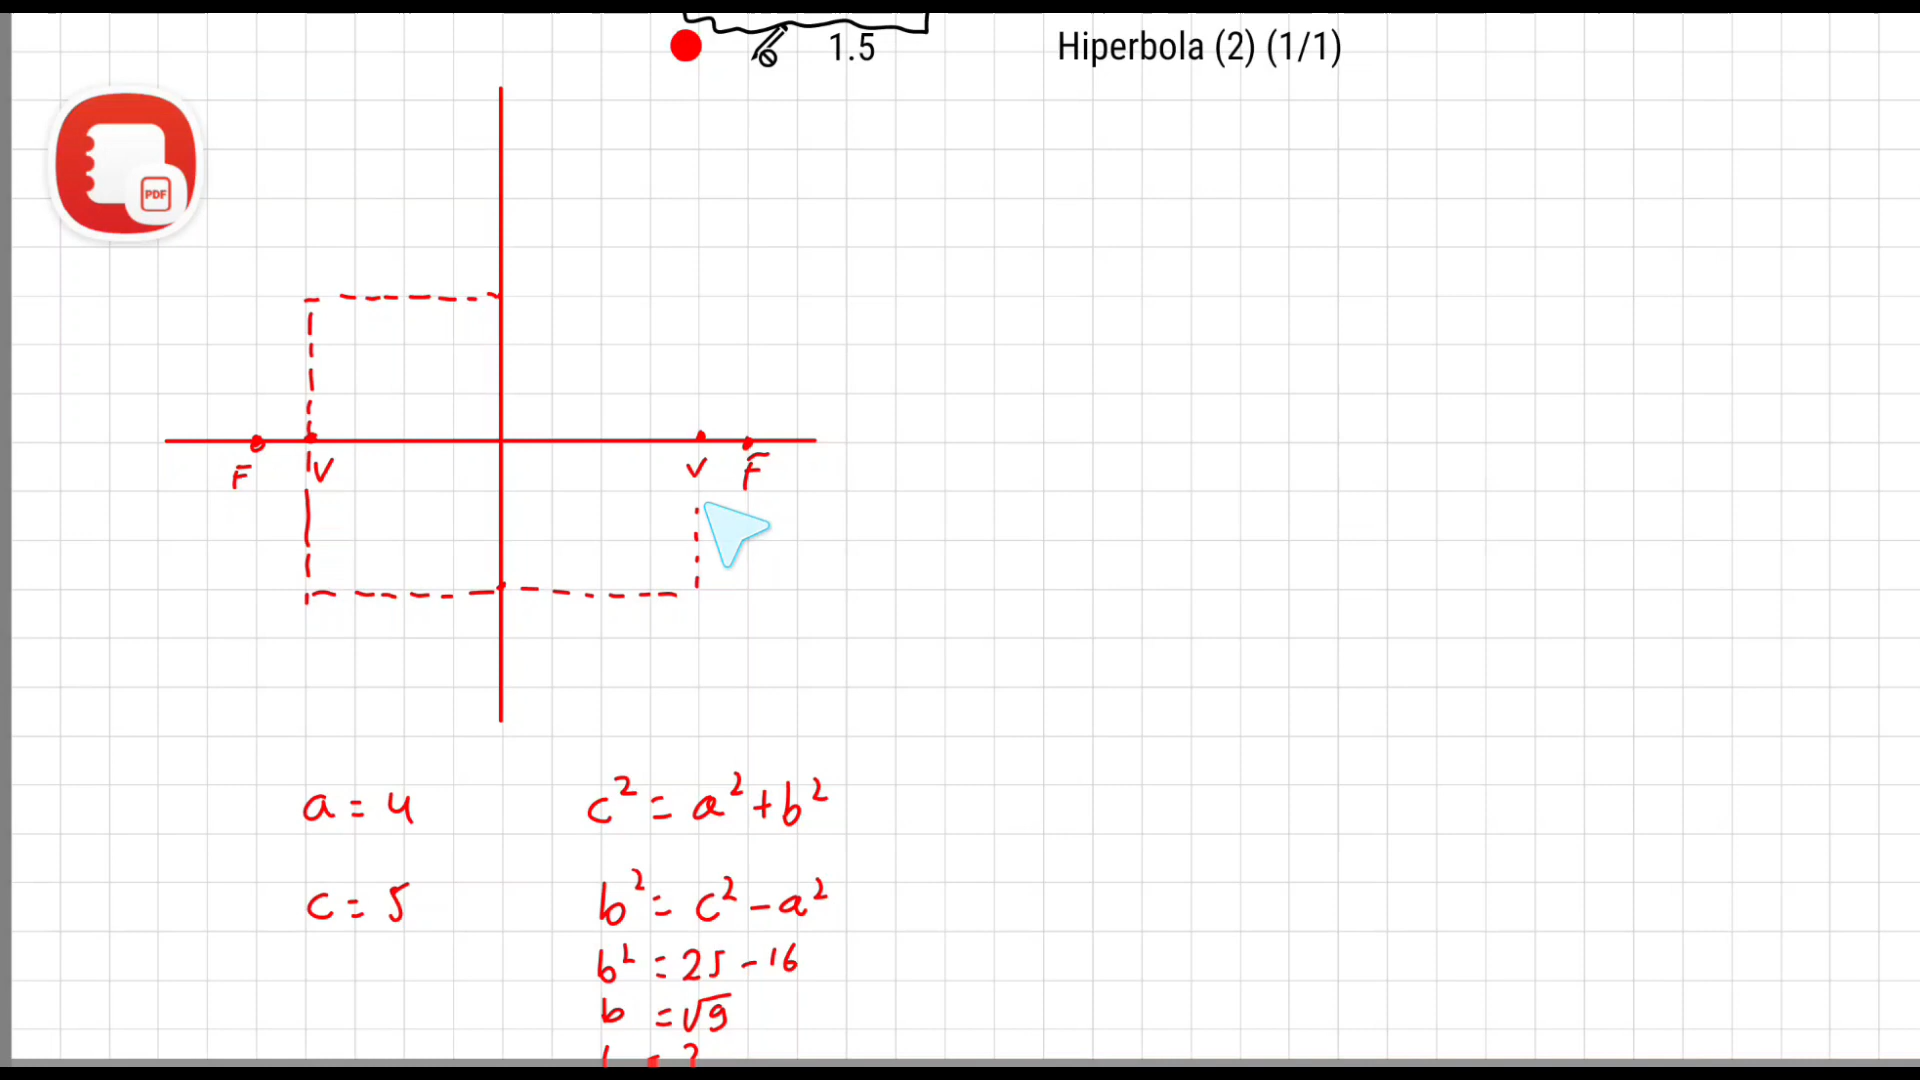 1.5 Hiperbola (2) (1/1)
PDF
F V V F
a = 4 c² = a² + b²
c = 5 b² = c² - a²
b² = 25 - 16
b = √9